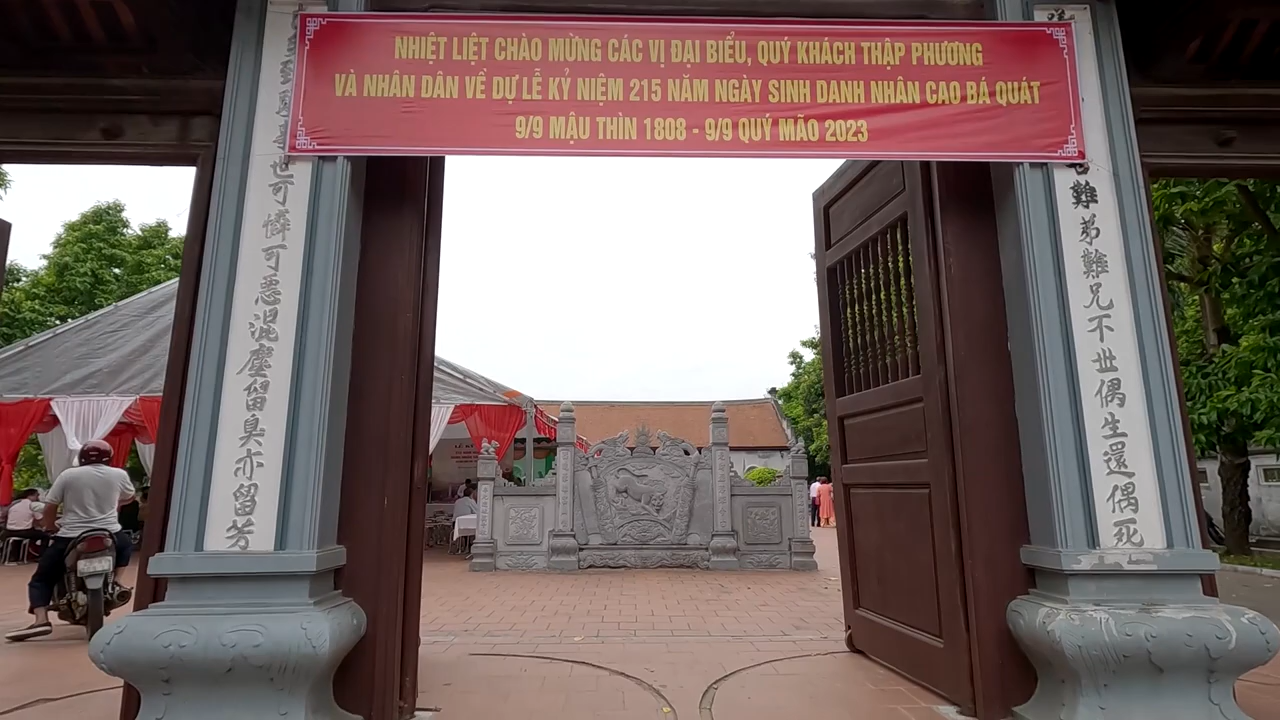 NHIỆT LIỆT CHÀO MỪNG CÁC VỊ ĐẠI BIỂU, QUÝ KHÁCH THẬP PHƯƠNG
VÀ NHÂN DÂN VỀ DỰ LỄ KỶ NIỆM 215 NĂM NGÀY SINH DANH NHÂN CAO BÁ QUÁT
9/9 MẬU THÌN 1808 - 9/9 QUÝ MÃO 2023
難弟難兄不世偶生還偶死
也可憐可惡混塵留臭亦留芳